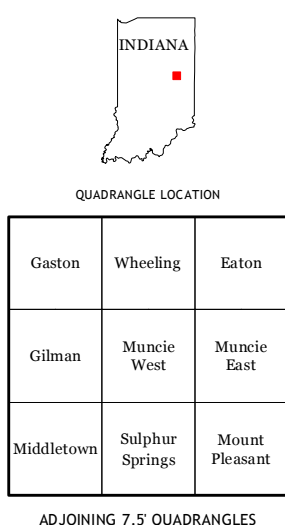 INDIANA
QUADRANGLE LOCATION
Gaston
Wheeling
Eaton
Gilman
Muncie
West
Muncie
East
Middletown
Sulphur
Springs
Mount
Pleasant
ADJOINING 7.5' QUADRANGLES